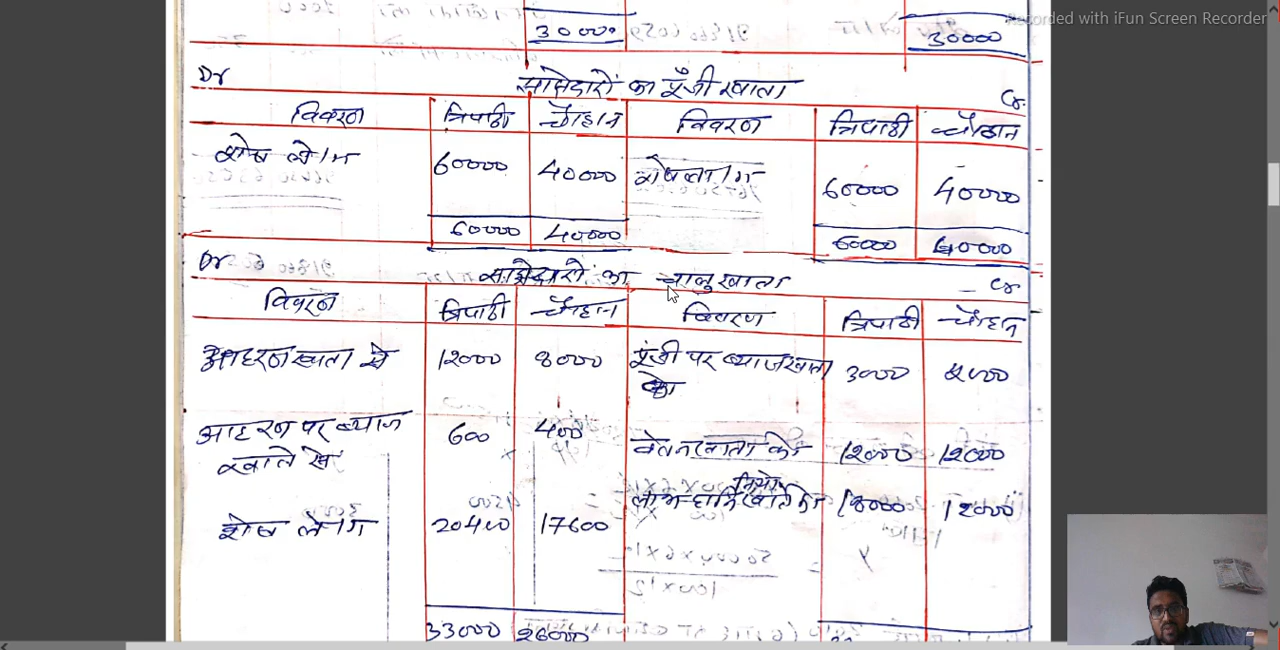 Recorded with iFun Screen Recorder
30000 30000
Dr साझेदारों का पूँजी खाता Cr.
विवरण त्रिपाठी चौहान विवरण त्रिपाठी चौहान
शेष ले/ग 60000 40000 शेष ला/ग 60000 40000
60000 40000 60000 40000
Dr साझेदारों का चालु खाता Cr
विवरण त्रिपाठी चौहान विवरण त्रिपाठी चौहान
आहरण खाता से 12000 8000 पूंजी पर ब्याज खाता 3000 2000
का
आहरण पर ब्याज 600 400 वेतन खाता का 12000 12000
खाते से
लाभ-हानि नियोजन खाते का 18000 12000
शेष ले/ग 20400 17600
33000 26000